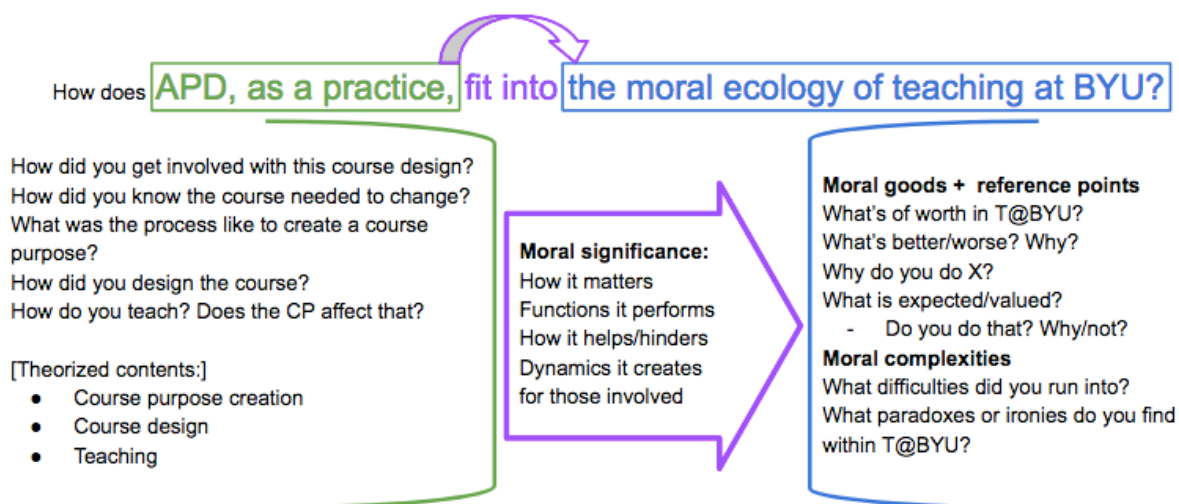 How does APD, as a practice, fit into the moral ecology of teaching at BYU?
How did you get involved with this course design?
How did you know the course needed to change?
What was the process like to create a course
purpose?
How did you design the course?
How do you teach? Does the CP affect that?
[Theorized contents:]
● Course purpose creation
● Course design
● Teaching
Moral significance:
How it matters
Functions it performs
How it helps/hinders
Dynamics it creates
for those involved
Moral goods + reference points
What's of worth in T@BYU?
What's better/worse? Why?
Why do you do X?
What is expected/valued?
- Do you do that? Why/not?
Moral complexities
What difficulties did you run into?
What paradoxes or ironies do you find
within T@BYU?